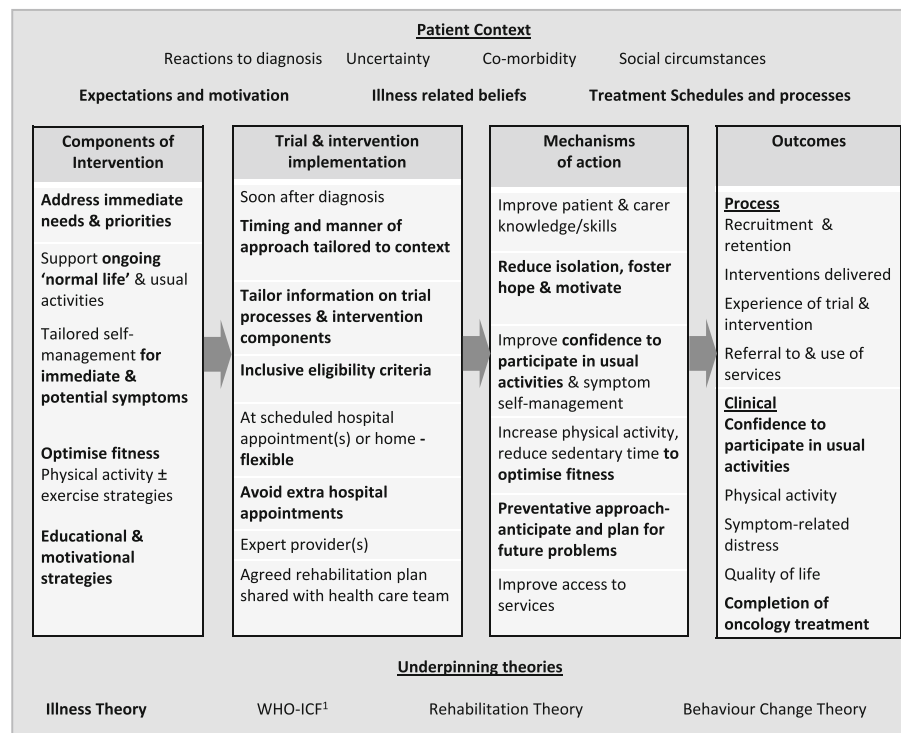 Patient Context
Reactions to diagnosis Uncertainty Co-morbidity Social circumstances
Expectations and motivation Illness related beliefs Treatment Schedules and processes
Components of
Intervention
Address immediate
needs & priorities
Support ongoing
‘normal life’ & usual
activities
Tailored self-
management for
immediate &
potential symptoms
Optimise fitness
Physical activity ±
exercise strategies
Educational &
motivational
strategies
Trial & intervention
implementation
Soon after diagnosis
Timing and manner of
approach tailored to context
Tailor information on trial
processes & intervention
components
Inclusive eligibility criteria
At scheduled hospital
appointment(s) or home -
flexible
Avoid extra hospital
appointments
Expert provider(s)
Agreed rehabilitation plan
shared with health care team
Mechanisms
of action
Improve patient & carer
knowledge/skills
Reduce isolation, foster
hope & motivate
Improve confidence to
participate in usual
activities & symptom
self-management
Increase physical activity,
reduce sedentary time to
optimise fitness
Preventative approach-
anticipate and plan for
future problems
Improve access to
services
Outcomes
Process
Recruitment &
retention
Interventions delivered
Experience of trial &
intervention
Referral to & use of
services
Clinical
Confidence to
participate in usual
activities
Physical activity
Symptom-related
distress
Quality of life
Completion of
oncology treatment
Underpinning theories
Illness Theory WHO-ICF¹ Rehabilitation Theory Behaviour Change Theory